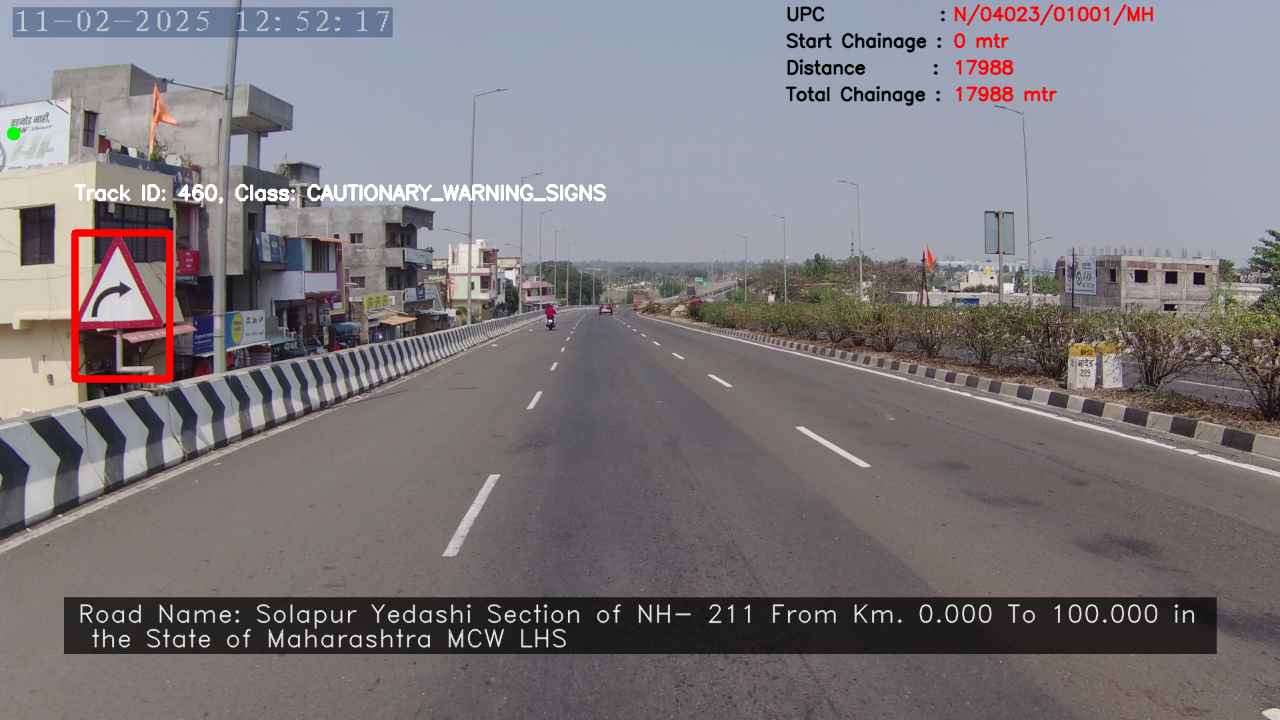 11-02-2025 12:52:17
UPC : N/04023/01001/MH
Start Chainage : 0 mtr
Distance : 17988
Total Chainage : 17988 mtr
Track ID: 460, Class: CAUTIONARY_WARNING_SIGNS
Road Name: Solapur Yedashi Section of NH- 211 From Km. 0.000 To 100.000 in
the State of Maharashtra MCW LHS